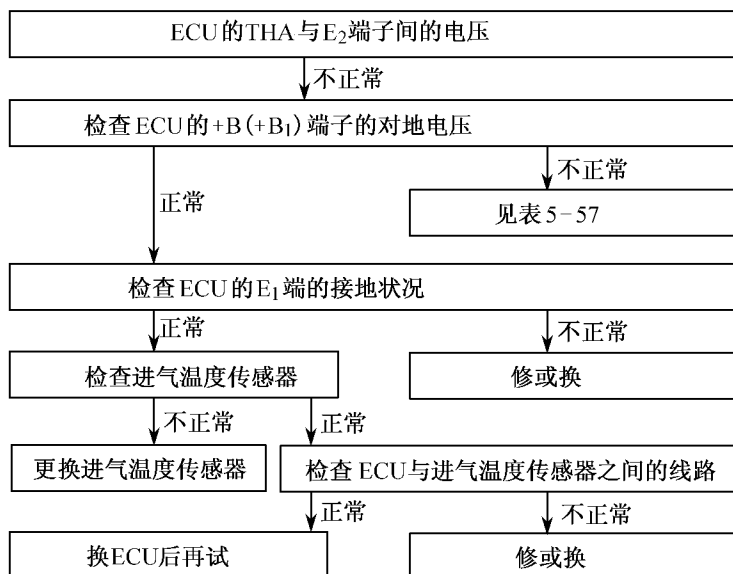 ECU的THA与E₂端子间的电压
不正常
检查ECU的+B(+B₁)端子的对地电压
不正常
正常
见表5-57
检查ECU的E₁端的接地状况
正常
不正常
检查进气温度传感器
修或换
不正常
正常
更换进气温度传感器
检查ECU与进气温度传感器之间的线路
正常
不正常
换ECU后再试
修或换